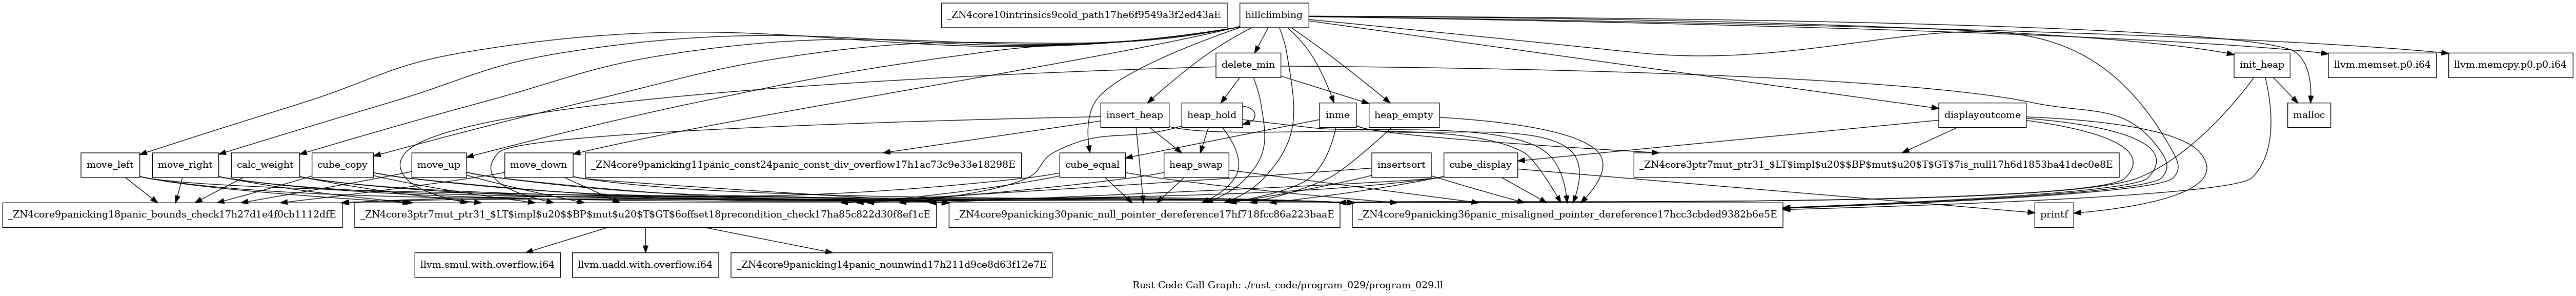 _ZN4core10intrinsics9cold_path17he6f9549a3f2ed43aE
hillclimbing
delete_min
init_heap
llvm.memset.p0.i64
llvm.memcpy.p0.p0.i64
insert_heap
heap_hold
inme
heap_empty
displayoutcome
malloc
move_left
move_right
calc_weight
cube_copy
move_up
move_down
_ZN4core9panicking11panic_const24panic_const_div_overflow17h1ac73c9e33e18298E
cube_equal
heap_swap
insertsort
cube_display
_ZN4core3ptr7mut_ptr31_$LT$impl$u20$$BP$mut$u20$T$GT$7is_null17h6d1853ba41dec0e8E
_ZN4core9panicking18panic_bounds_check17h27d1e4f0cb1112dfE
_ZN4core3ptr7mut_ptr31_$LT$impl$u20$$BP$mut$u20$T$GT$6offset18precondition_check17ha85c822d30f8ef1cE
_ZN4core9panicking30panic_null_pointer_dereference17hf718fcc86a223baaE
_ZN4core9panicking36panic_misaligned_pointer_dereference17hcc3cbded9382b6e5E
printf
llvm.smul.with.overflow.i64
llvm.uadd.with.overflow.i64
_ZN4core9panicking14panic_nounwind17h211d9ce8d63f12e7E
Rust Code Call Graph: ./rust_code/program_029/program_029.ll